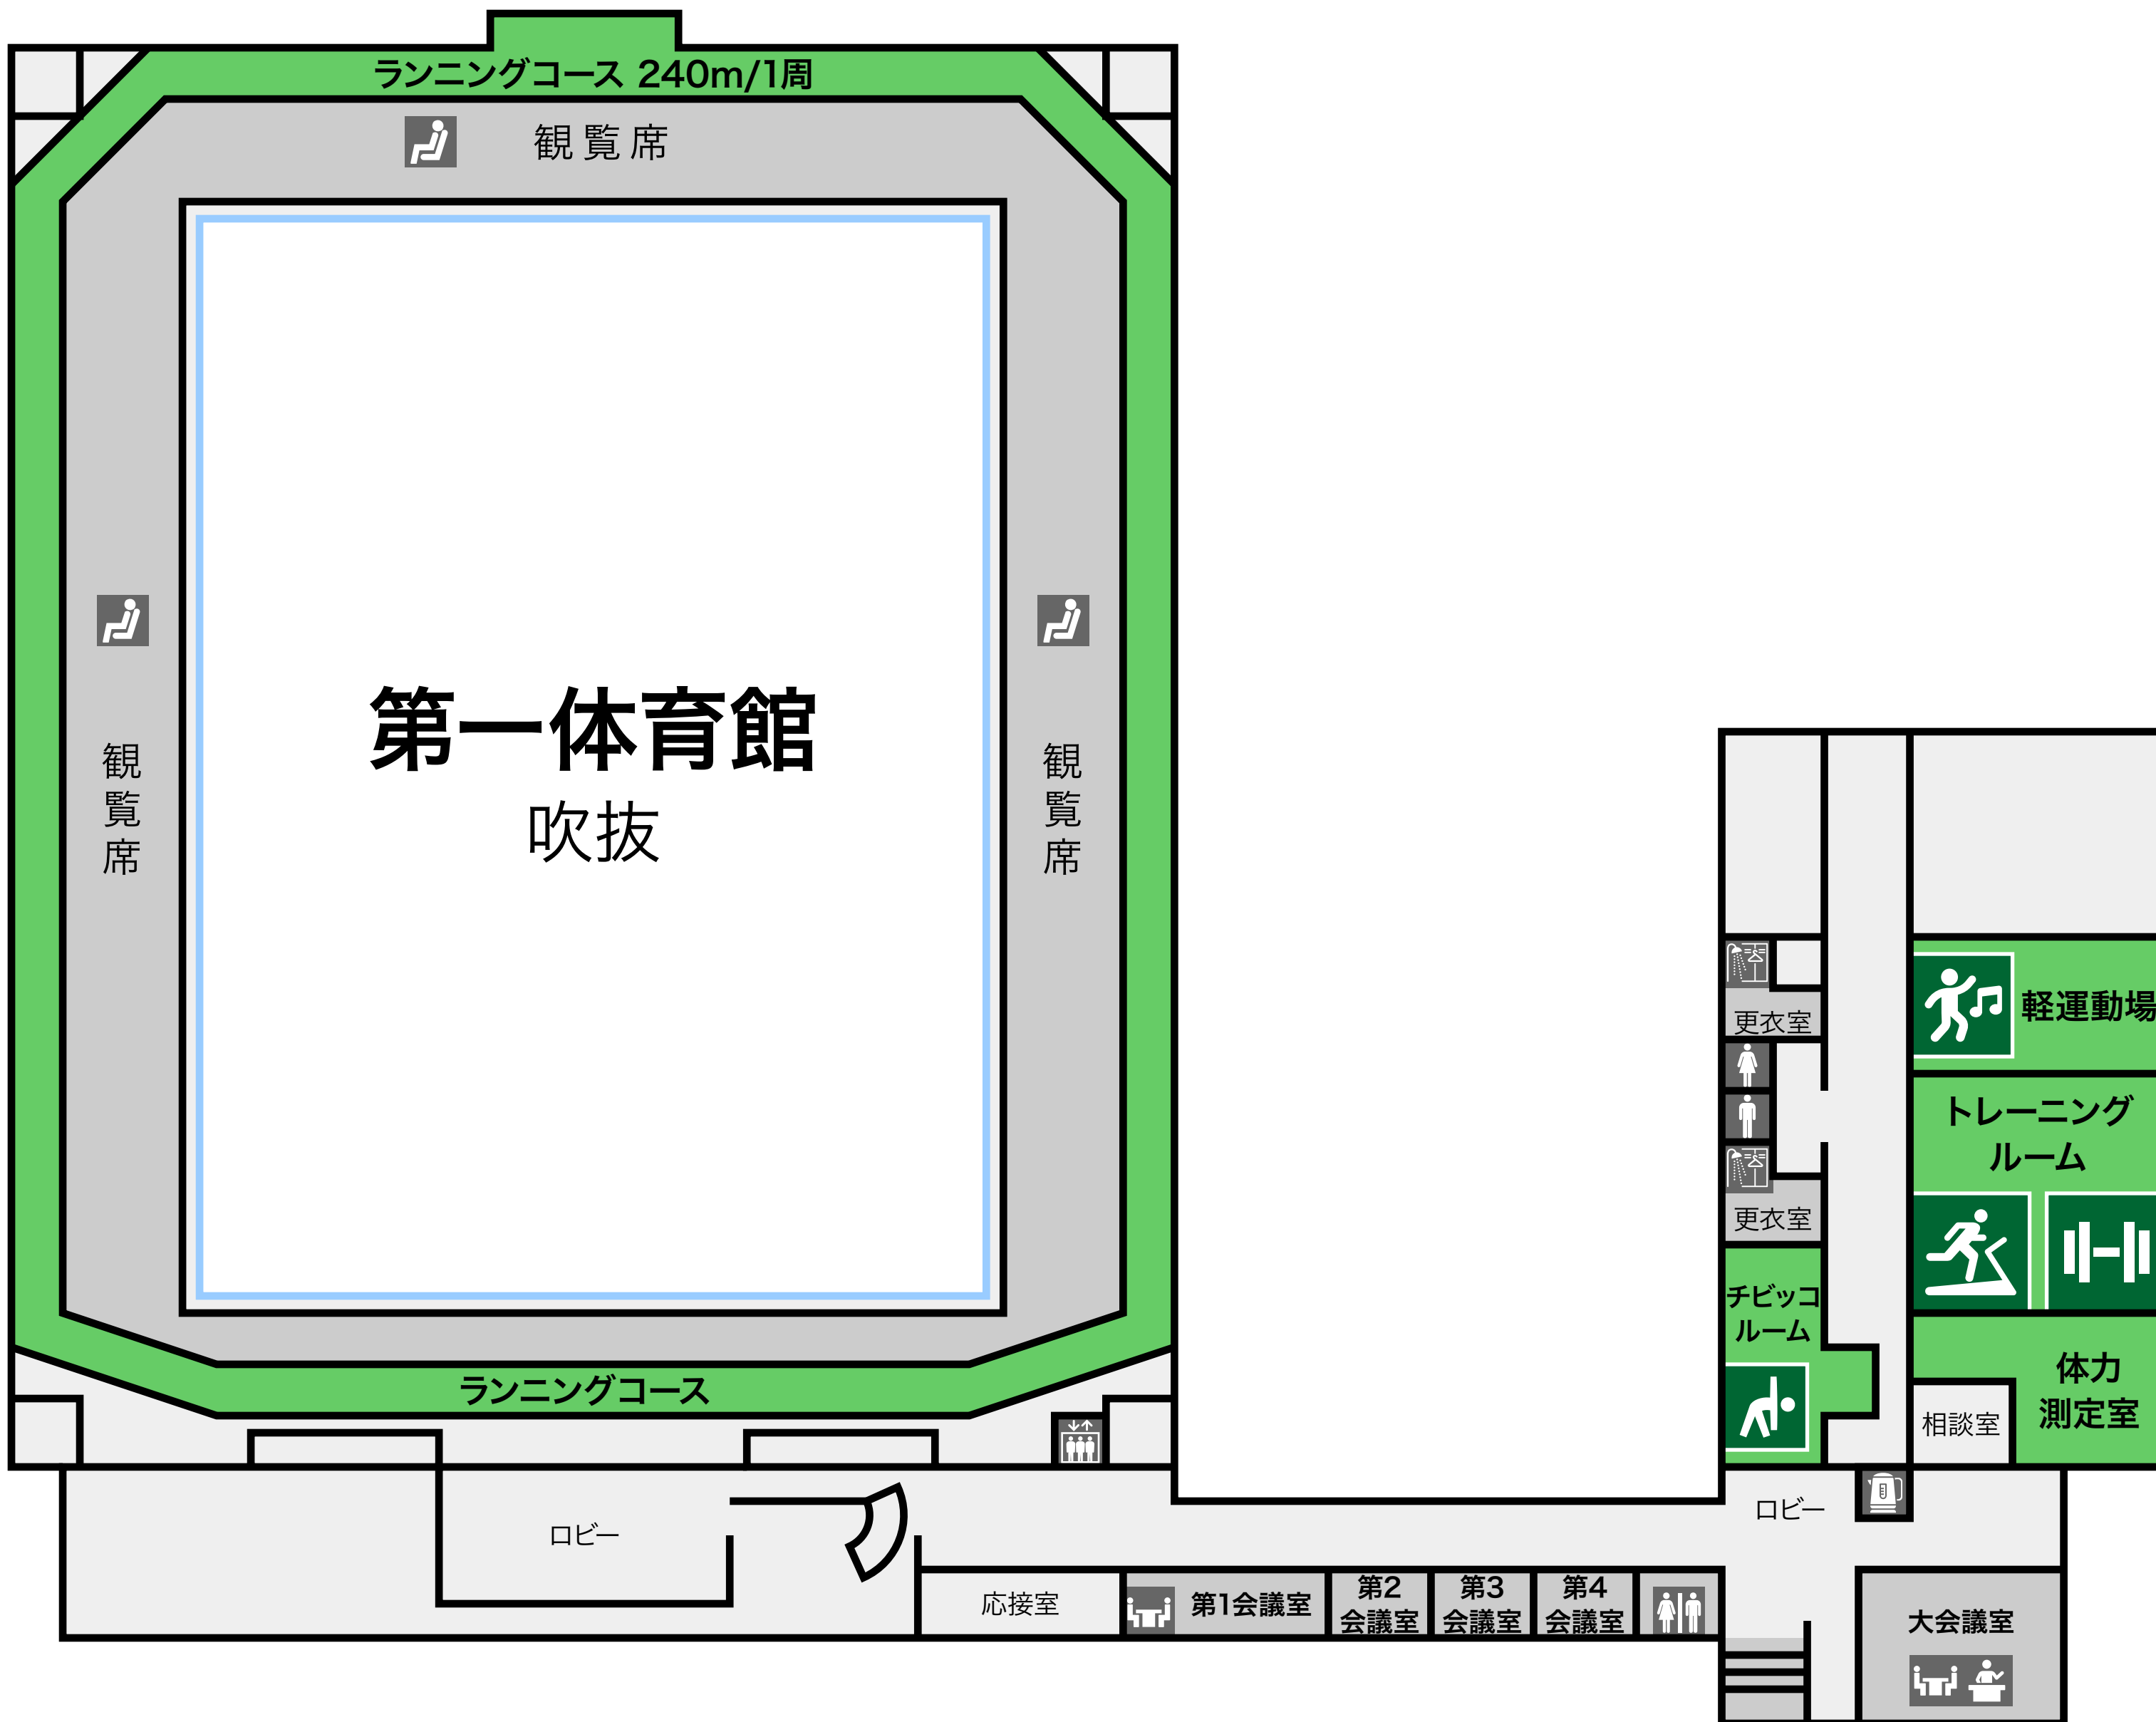 ランニングコース 240m/1周
観覧席
観覧席
第一体育館
吹抜
観覧席
ランニングコース
ロビー
応接室
第1会議室
第2
会議室
第3
会議室
第4
会議室
更衣室
更衣室
チビッコ
ルーム
軽運動場
トレーニング
ルーム
体力
測定室
相談室
ロビー
大会議室